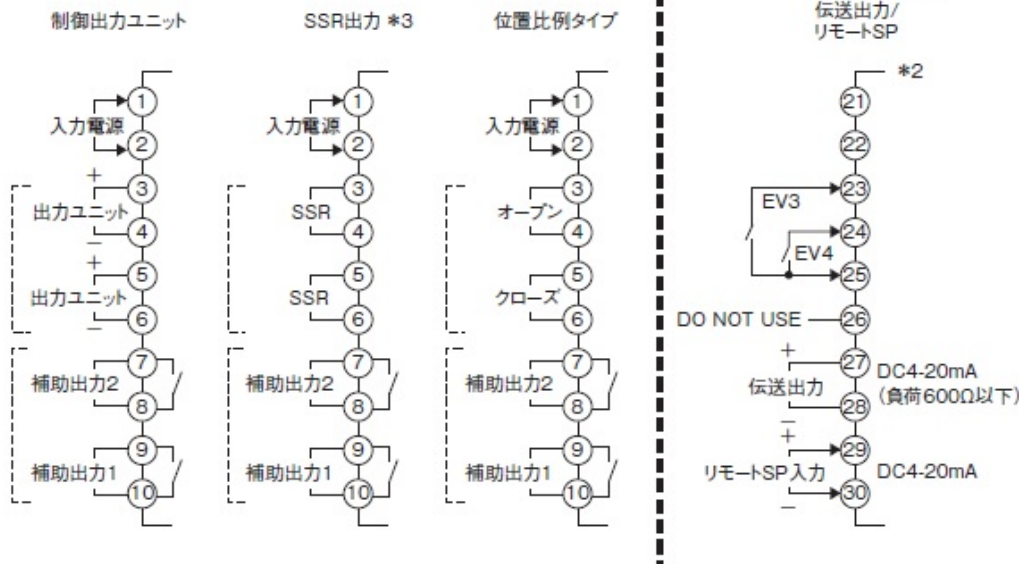 制御出力ユニット
①
入力電源
②
+
③
出力ユニット
④
−
+
⑤
出力ユニット
−
⑥
⑦
補助出力2
⑧
⑨
補助出力1
⑩
SSR出力 *3
①
入力電源
②
③
SSR
④
⑤
SSR
⑥
⑦
補助出力2
⑧
⑨
補助出力1
⑩
位置比例タイプ
①
入力電源
②
③
オープン
④
⑤
クローズ
⑥
⑦
補助出力2
⑧
⑨
補助出力1
⑩
伝送出力/
リモートSP
*2
㉑
㉒
㉓
EV3
㉔
EV4
㉕
DO NOT USE ㉖
+
㉗
DC4-20mA
伝送出力
(負荷600Ω以下)
㉘
−
+
㉙
リモートSP入力
DC4-20mA
㉚
−